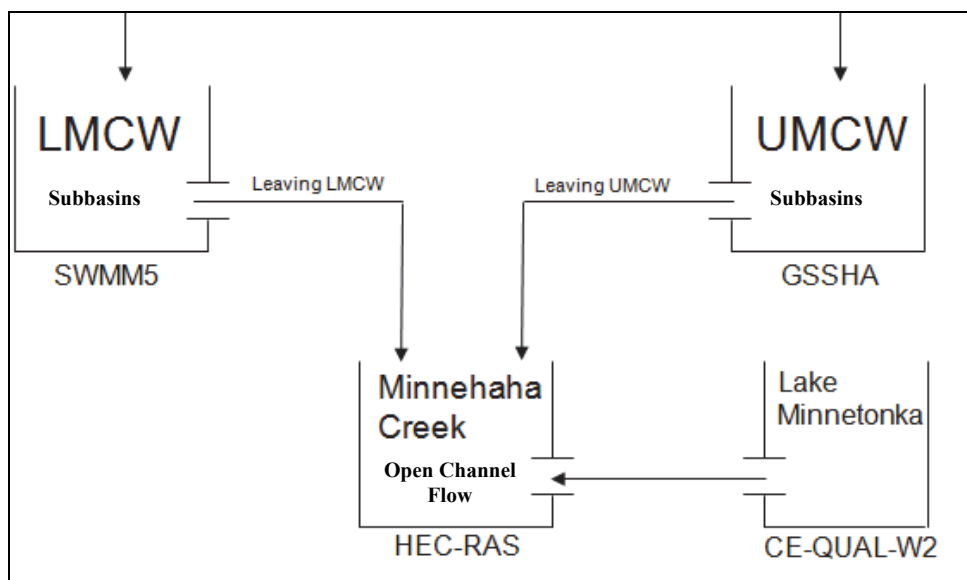 LMCW
Subbasins
Leaving LMCW
SWMM5
UMCW
Subbasins
Leaving UMCW
GSSHA
Minnehaha
Creek
Open Channel
Flow
HEC-RAS
Lake
Minnetonka
CE-QUAL-W2